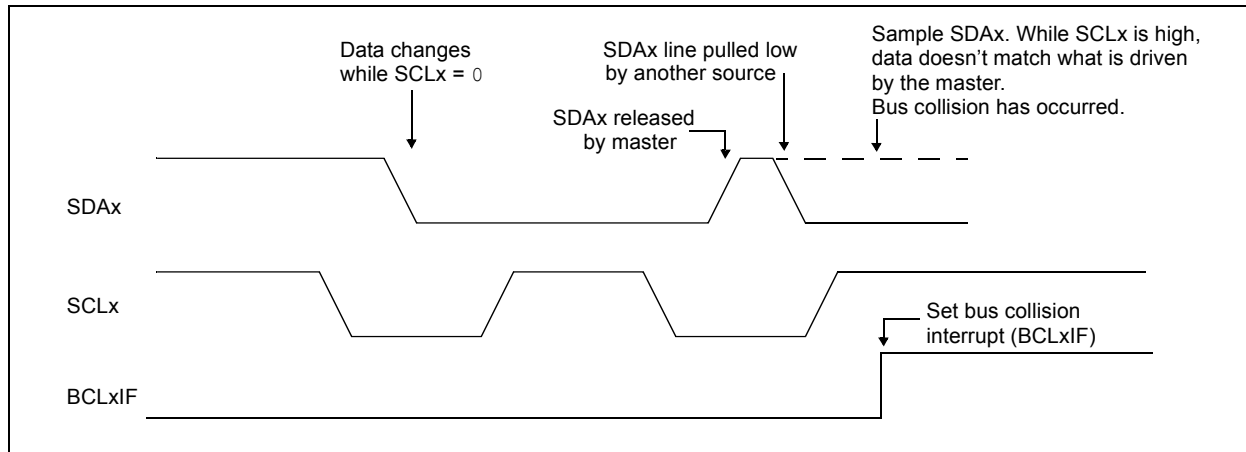 Data changes
while SCLx = 0
SDAx line pulled low
by another source
SDAx released
by master
Sample SDAx. While SCLx is high,
data doesn't match what is driven
by the master.
Bus collision has occurred.
SDAx
SCLx
Set bus collision
interrupt (BCLxIF)
BCLxIF